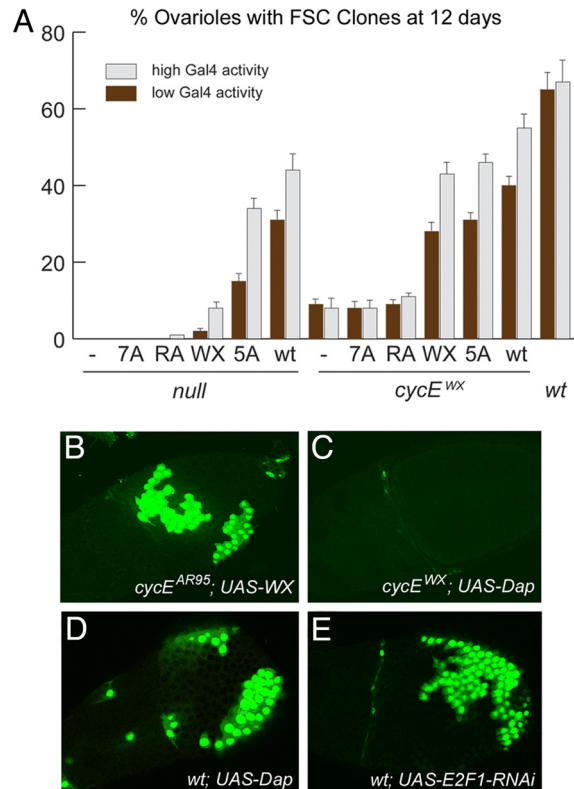 A
% Ovarioles with FSC Clones at 12 days
high Gal4 activity
low Gal4 activity
80
60
40
20
0
- 7A RA WX 5A wt - 7A RA WX 5A wt
null cycE^WX wt
B
cycE^AR95; UAS-WX
C
cycE^WX; UAS-Dap
D
wt; UAS-Dap
E
wt; UAS-E2F1-RNAi